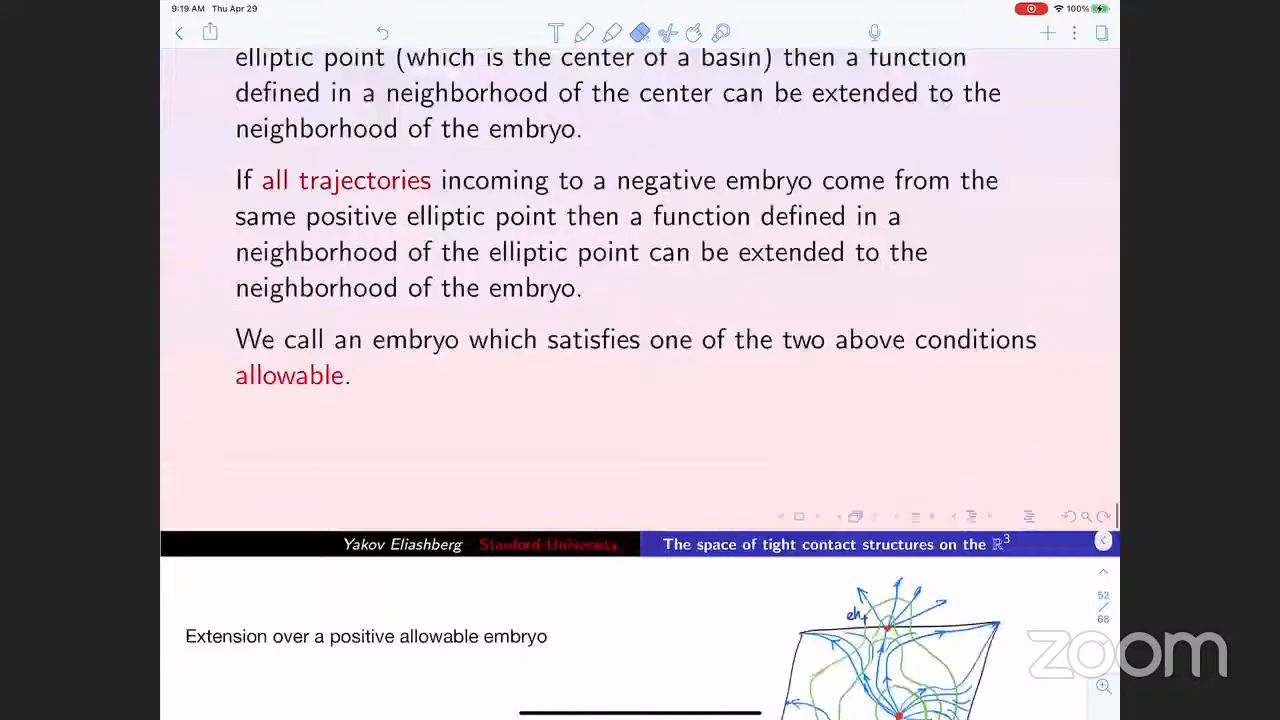 9:19 AM Thu Apr 29
100%
elliptic point (which is the center of a basin) then a function
defined in a neighborhood of the center can be extended to the
neighborhood of the embryo.
If all trajectories incoming to a negative embryo come from the
same positive elliptic point then a function defined in a
neighborhood of the elliptic point can be extended to the
neighborhood of the embryo.
We call an embryo which satisfies one of the two above conditions
allowable.
Yakov Eliashberg Stanford University The space of tight contact structures on the ℝ³
Extension over a positive allowable embryo
eh₊
53
/
68
zoom